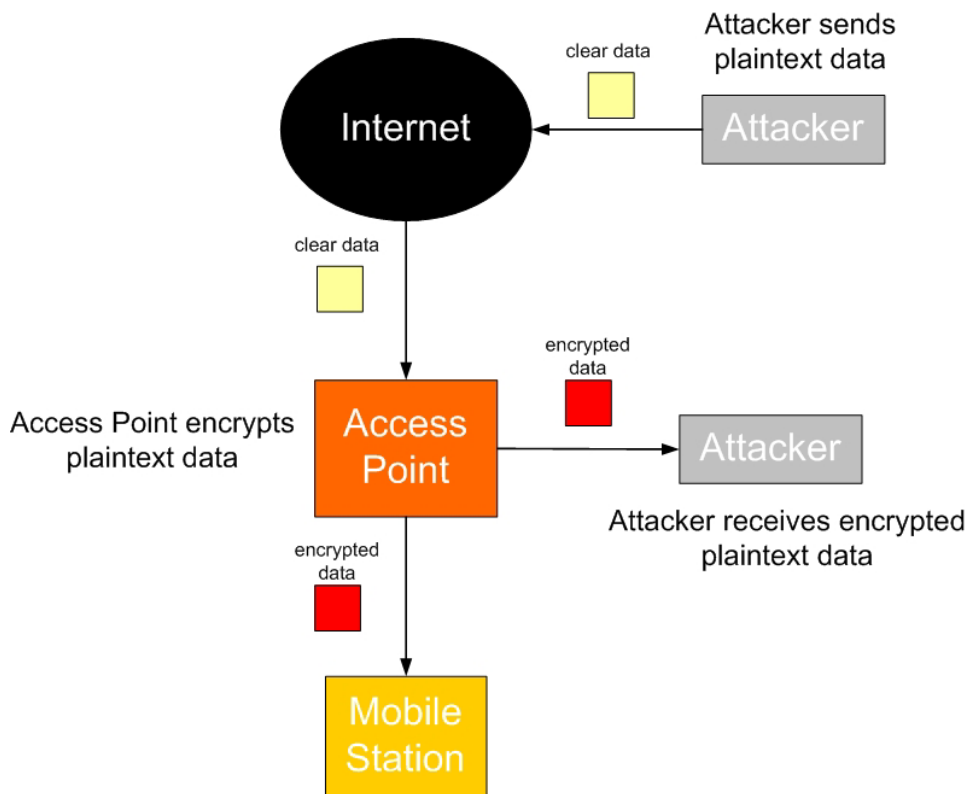 Attacker sends
plaintext data
clear data
Internet
Attacker
clear data
encrypted
data
Access Point encrypts
plaintext data
Access
Point
Attacker
Attacker receives encrypted
plaintext data
encrypted
data
Mobile
Station